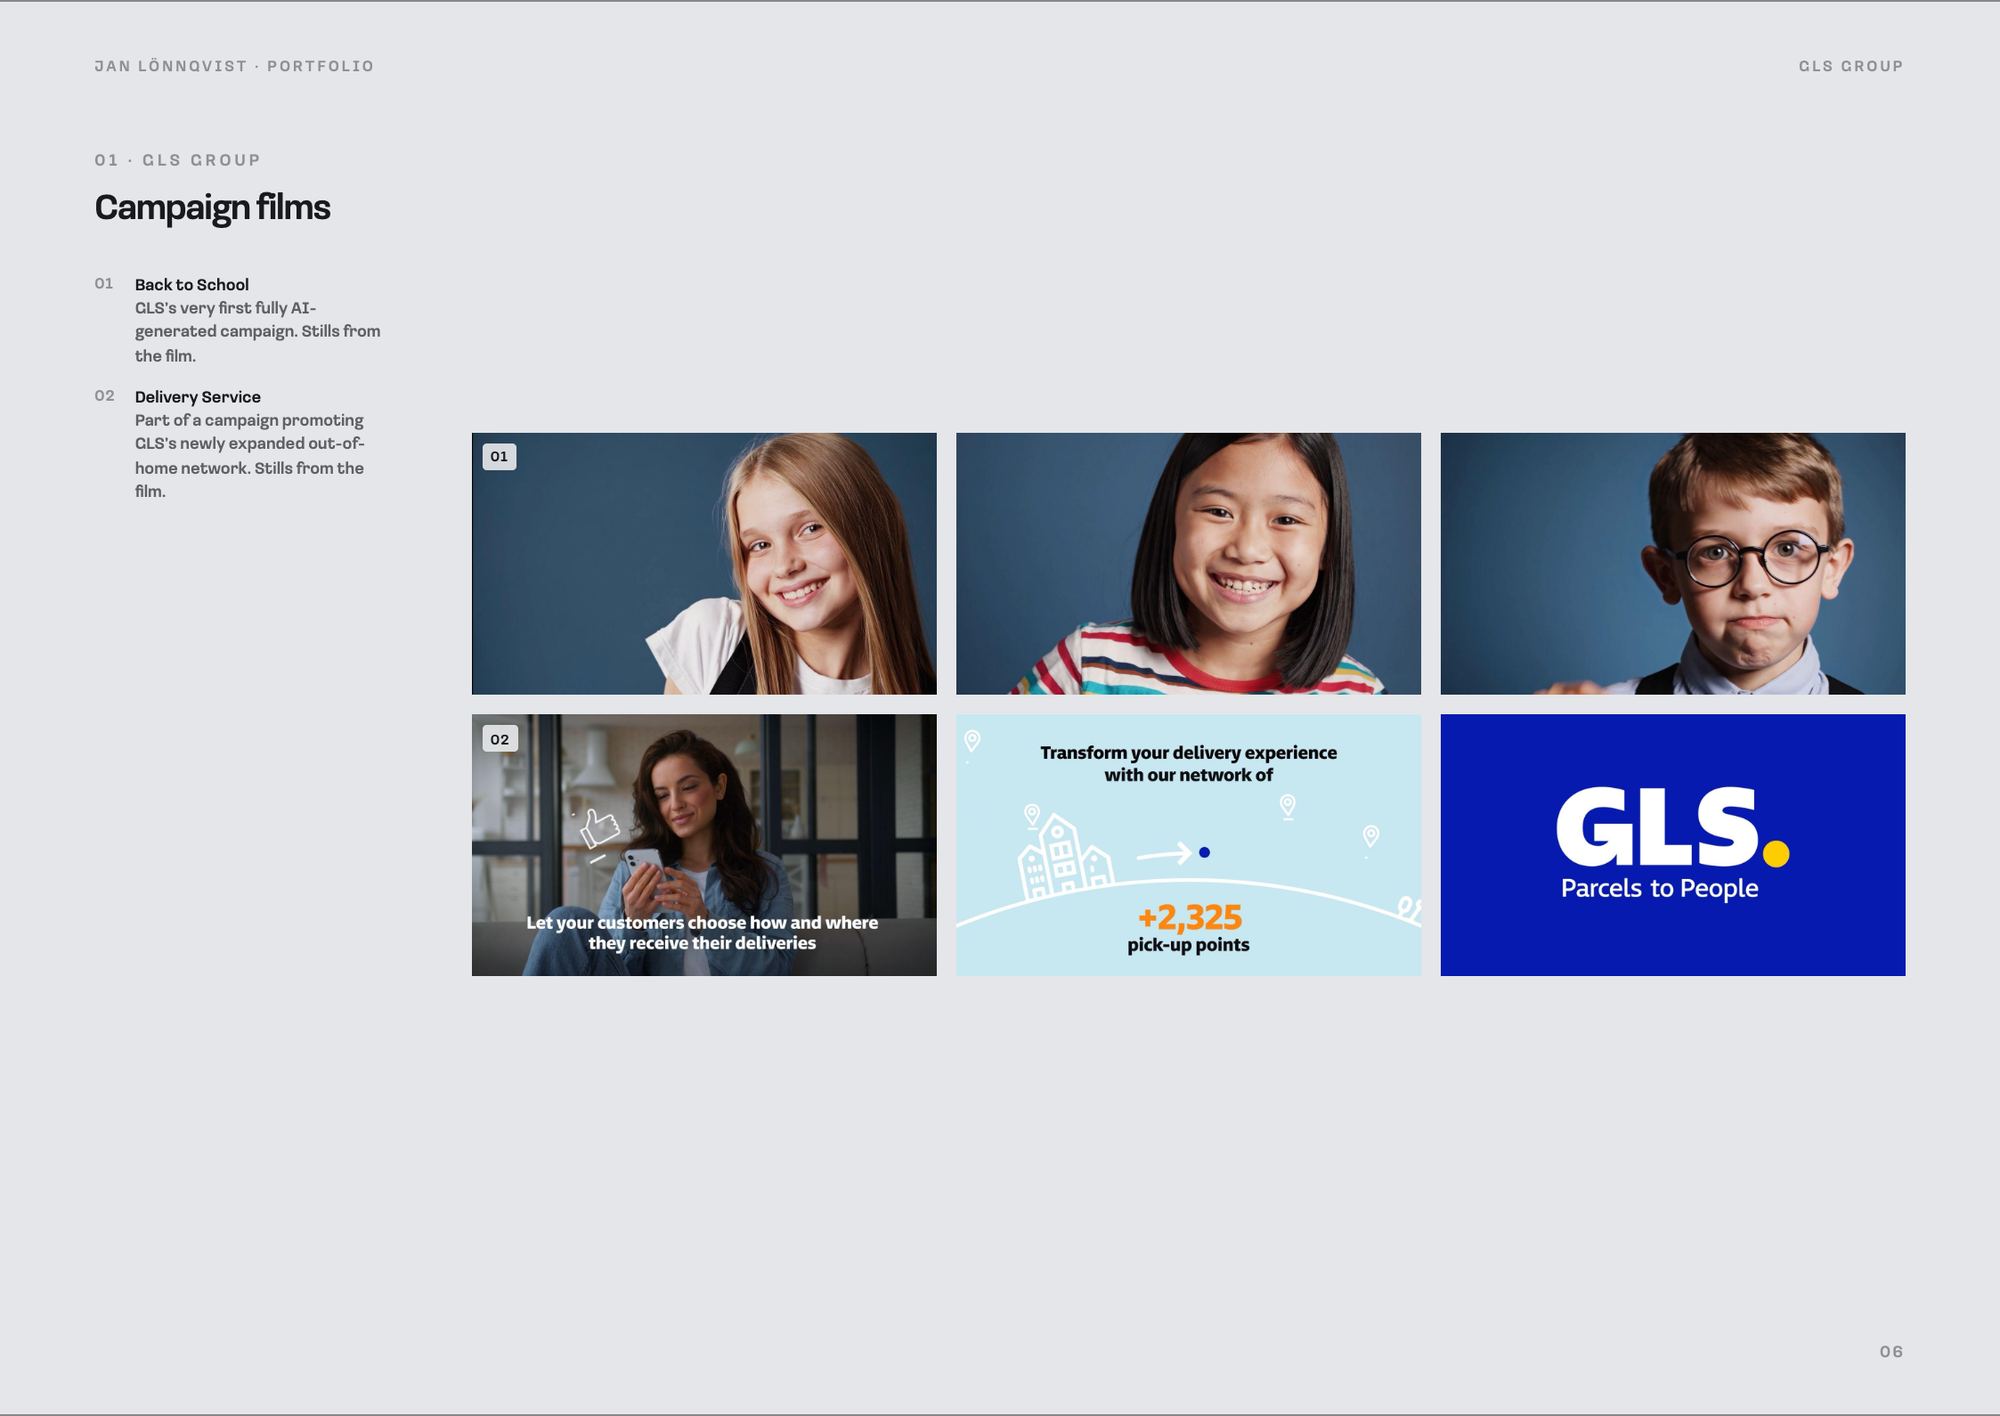 JAN LÖNNQVIST · PORTFOLIO
GLS GROUP
01 · GLS GROUP
Campaign films
01
Back to School
GLS's very first fully AI-
generated campaign. Stills from
the film.
02
Delivery Service
Part of a campaign promoting
GLS's newly expanded out-of-
home network. Stills from the
film.
01
02
Let your customers choose how and where
they receive their deliveries
Transform your delivery experience
with our network of
+2,325
pick-up points
GLS.
Parcels to People
06